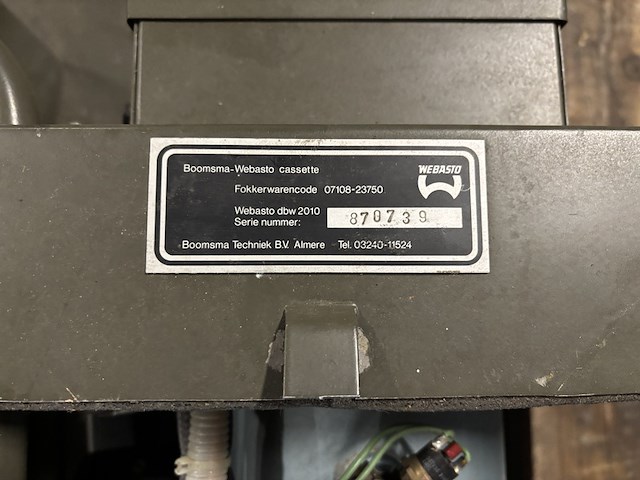 Boomsma-Webasto cassette
WEBASTO
Fokkerwarencode 07108-23750
Webasto dbw 2010
Serie nummer: 870739
Boomsma Techniek B.V. Almere Tel. 03240-11524